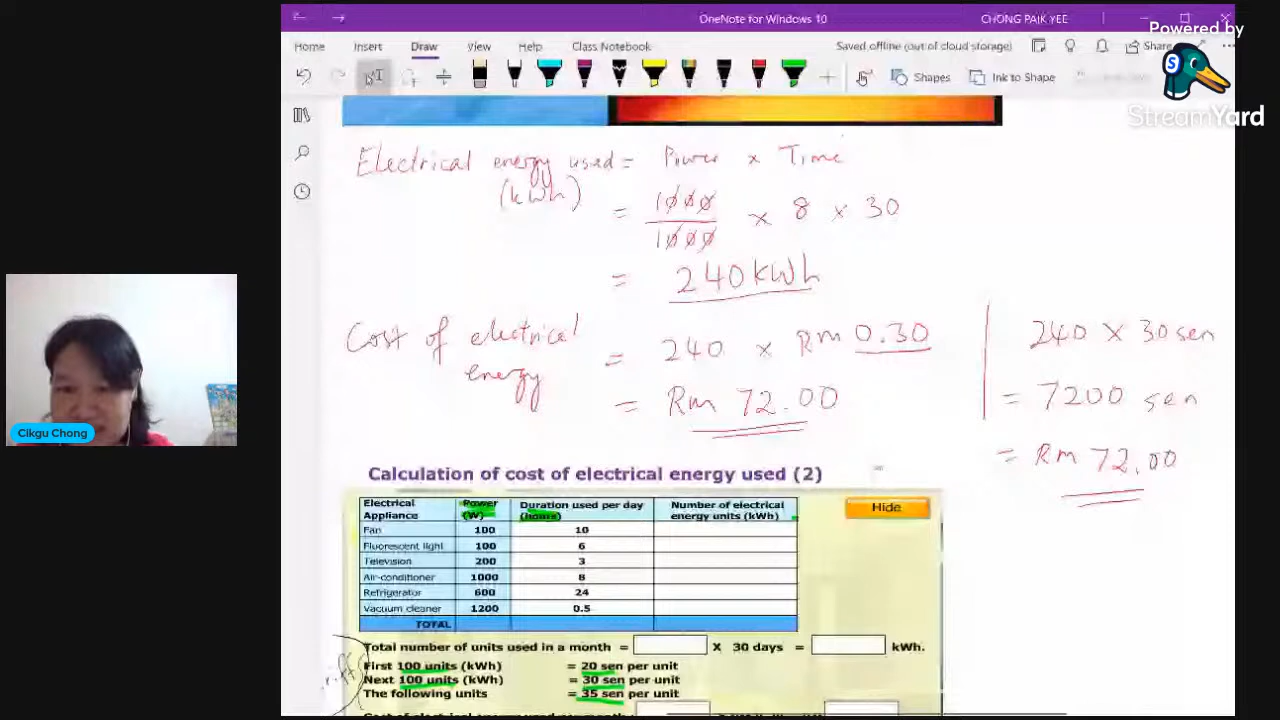 OneNote for Windows 10
CHONG PAIK YEE
Powered by
StreamYard
Home Insert Draw View Help Class Notebook
Saved offline (out of cloud storage)
Share
Shapes
Ink to Shape
Electrical energy used = Power x Time
(kWh)
= 1000/1000 x 8 x 30
= 240 kWh
Cost of electrical energy
= 240 x RM 0.30
= RM 72.00
240 x 30 sen
= 7200 sen
= RM 72.00
Cikgu Chong
Calculation of cost of electrical energy used (2)
Hide
Electrical Appliance Power (W) Duration used per day (hours) Number of electrical energy units (kWh)
Fan 100 10
Fluorescent light 100 6
Television 200 3
Air-conditioner 1000 8
Refrigerator 600 24
Vacuum cleaner 1200 0.5
TOTAL
Total number of units used in a month = X 30 days = kWh.
First 100 units (kWh) = 20 sen per unit
Next 100 units (kWh) = 30 sen per unit
The following units = 35 sen per unit